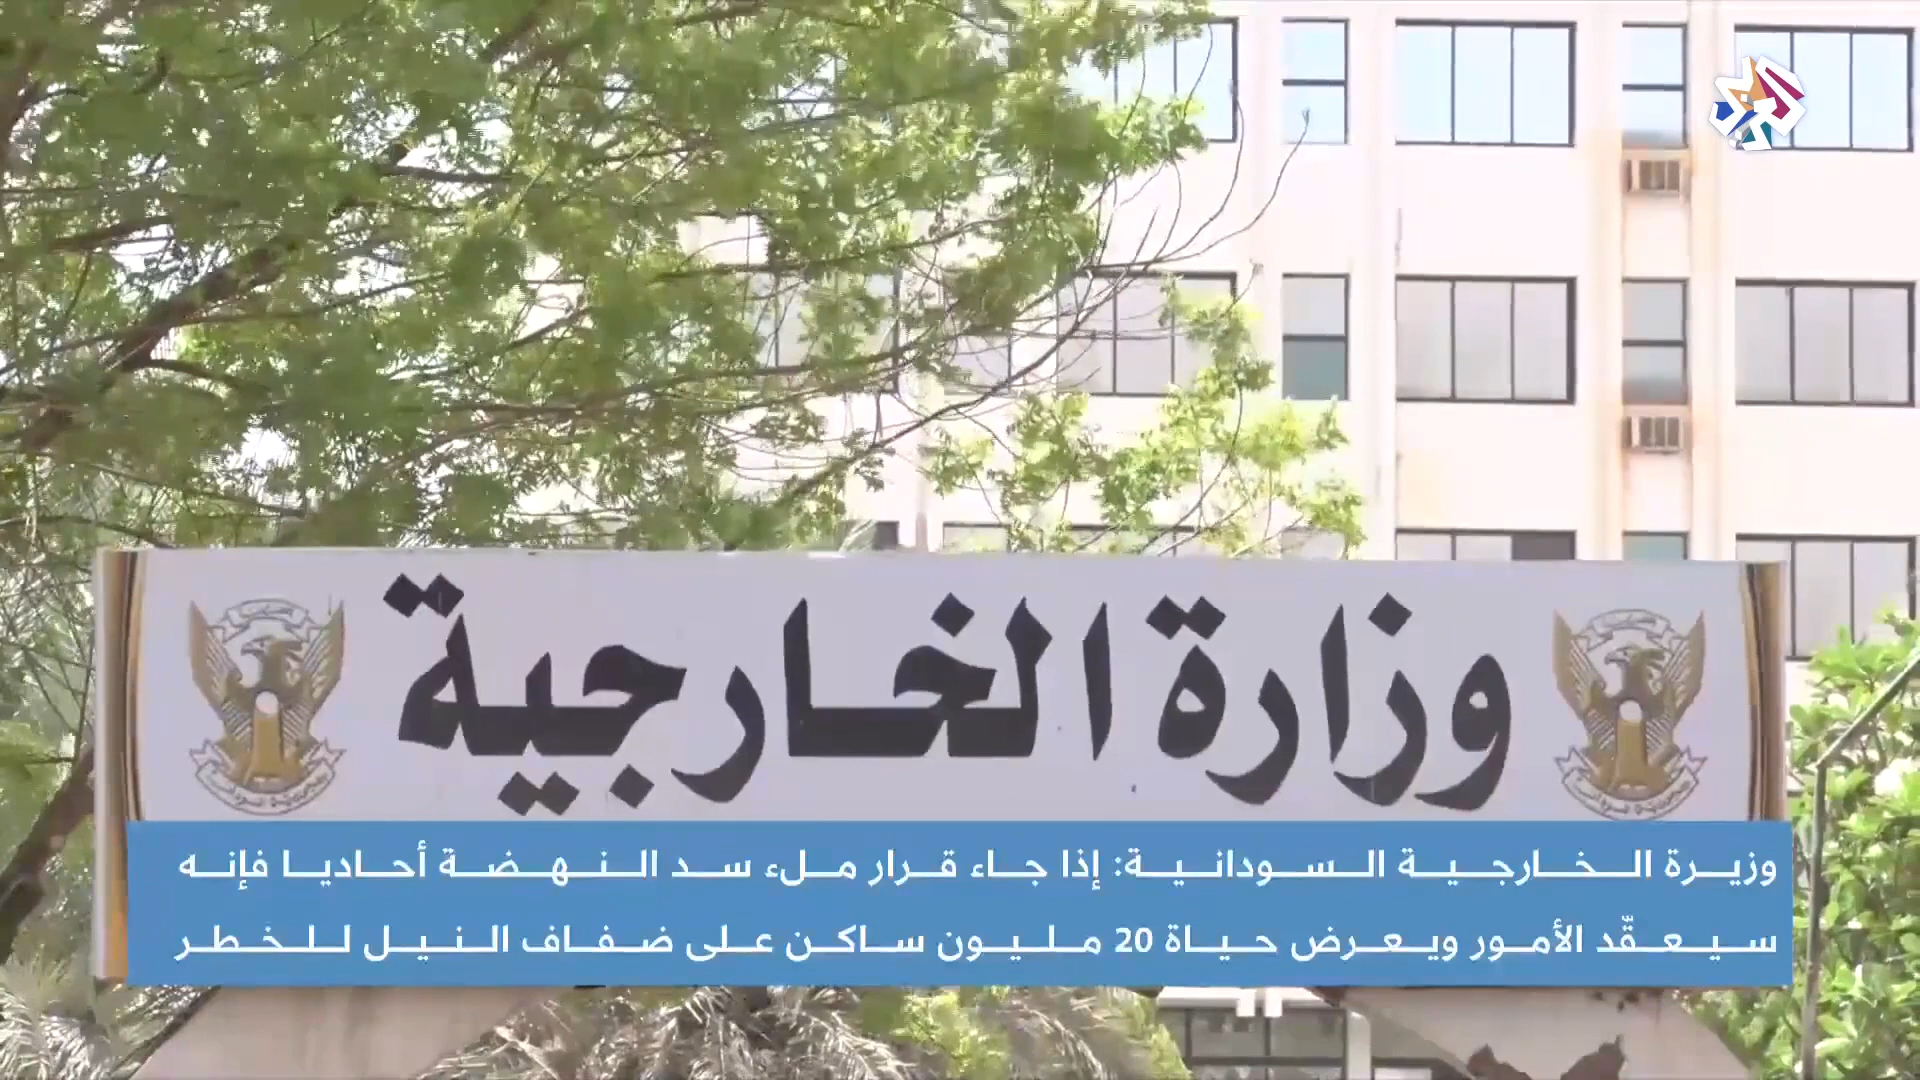 وزارة الخارجية
وزيرة الخارجية السودانية: إذا جاء قرار ملء سد النهضة أحاديا فإنه
سيعقّد الأمور ويعرض حياة 20 مليون ساكن على ضفاف النيل للخطر